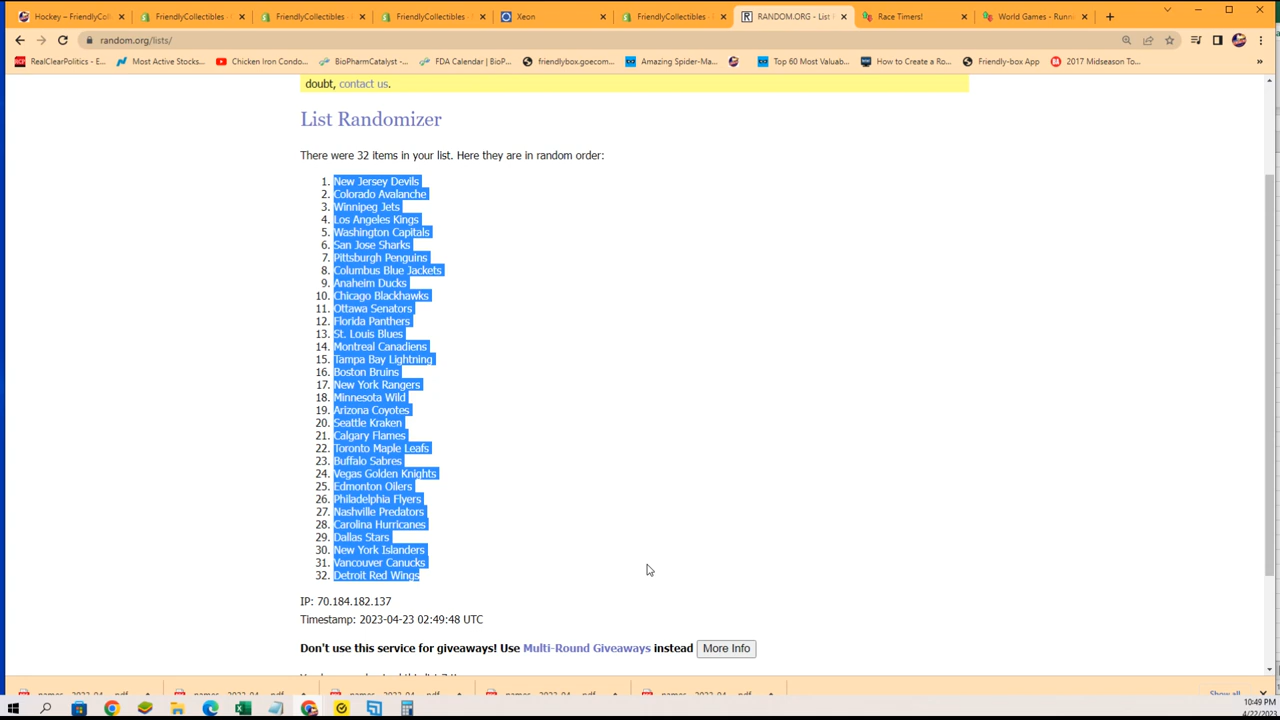 Hockey – FriendlyCol
FriendlyCollectibles - C
FriendlyCollectibles - 
FriendlyCollectibles - 
Xeon
FriendlyCollectibles - 
RANDOM.ORG - List
Race Timers!
World Games - Runn
random.org/lists/
RealClearPolitics - E...
Most Active Stocks...
Chicken Iron Condo...
BioPharmCatalyst -...
FDA Calendar | BioP...
friendlybox.goecom...
Amazing Spider-Ma...
Top 60 Most Valuab...
How to Create a Ro...
Friendly-box App
2017 Midseason To...
»
doubt, contact us.
List Randomizer
There were 32 items in your list. Here they are in random order:
1. New Jersey Devils
2. Colorado Avalanche
3. Winnipeg Jets
4. Los Angeles Kings
5. Washington Capitals
6. San Jose Sharks
7. Pittsburgh Penguins
8. Columbus Blue Jackets
9. Anaheim Ducks
10. Chicago Blackhawks
11. Ottawa Senators
12. Florida Panthers
13. St. Louis Blues
14. Montreal Canadiens
15. Tampa Bay Lightning
16. Boston Bruins
17. New York Rangers
18. Minnesota Wild
19. Arizona Coyotes
20. Seattle Kraken
21. Calgary Flames
22. Toronto Maple Leafs
23. Buffalo Sabres
24. Vegas Golden Knights
25. Edmonton Oilers
26. Philadelphia Flyers
27. Nashville Predators
28. Carolina Hurricanes
29. Dallas Stars
30. New York Islanders
31. Vancouver Canucks
32. Detroit Red Wings
IP: 70.184.182.137
Timestamp: 2023-04-23 02:49:48 UTC
Don't use this service for giveaways! Use Multi-Round Giveaways instead More Info
Show all
10:49 PM
4/22/2023